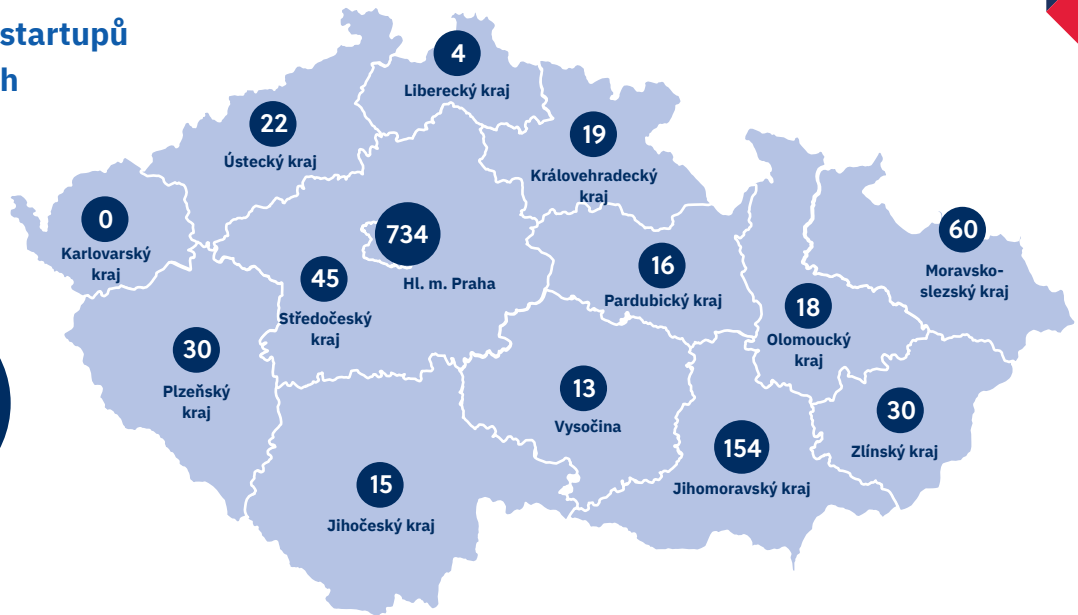 startupů
h
4
Liberecký kraj
22
Ústecký kraj
19
Královehradecký
kraj
0
Karlovarský
kraj
734
Hl. m. Praha
60
Moravsko-
slezský kraj
45
Středočeský
kraj
16
Pardubický kraj
18
Olomoucký
kraj
30
Plzeňský
kraj
13
Vysočina
30
Zlínský kraj
154
Jihomoravský kraj
15
Jihočeský kraj